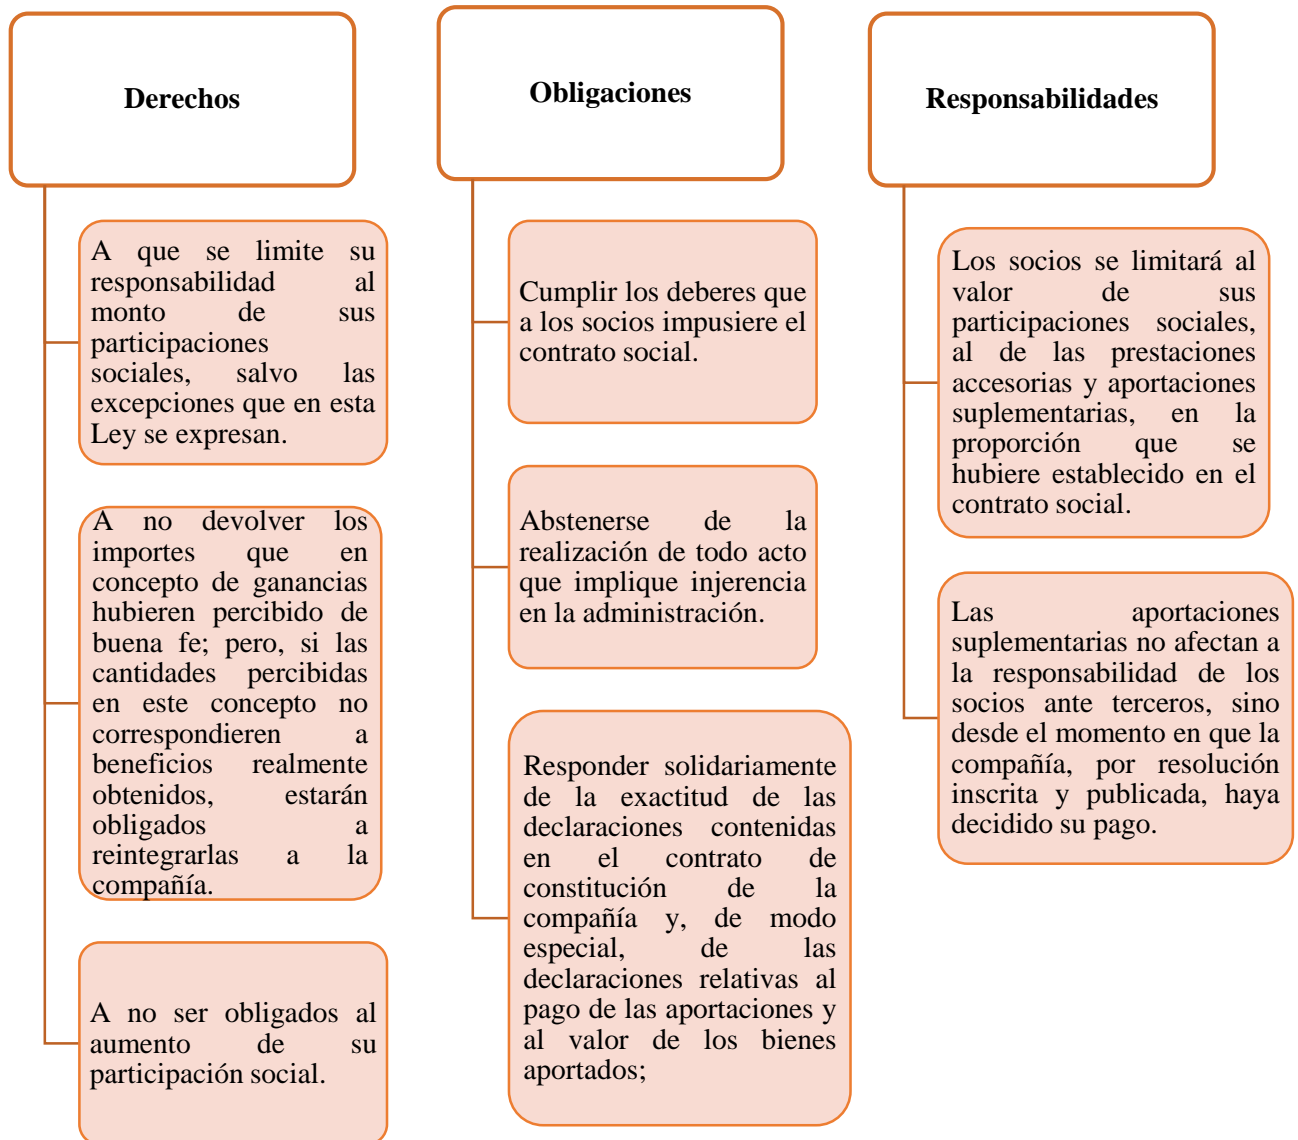 Derechos
A que se limite su
responsabilidad al
monto de sus
participaciones
sociales, salvo las
excepciones que en esta
Ley se expresan.
A no devolver los
importes que en
concepto de ganancias
hubieren percibido de
buena fe; pero, si las
cantidades percibidas
en este concepto no
correspondieren a
beneficios realmente
obtenidos, estarán
obligados a
reintegrarlas a la
compañía.
A no ser obligados al
aumento de su
participación social.
Obligaciones
Cumplir los deberes que
a los socios impusiere el
contrato social.
Abstenerse de la
realización de todo acto
que implique injerencia
en la administración.
Responder solidariamente
de la exactitud de las
declaraciones contenidas
en el contrato de
constitución de la
compañía y, de modo
especial, de las
declaraciones relativas al
pago de las aportaciones y
al valor de los bienes
aportados;
Responsabilidades
Los socios se limitará al
valor de sus
participaciones sociales,
al de las prestaciones
accesorias y aportaciones
suplementarias, en la
proporción que se
hubiere establecido en el
contrato social.
Las aportaciones
suplementarias no afectan a
la responsabilidad de los
socios ante terceros, sino
desde el momento en que la
compañía, por resolución
inscrita y publicada, haya
decidido su pago.